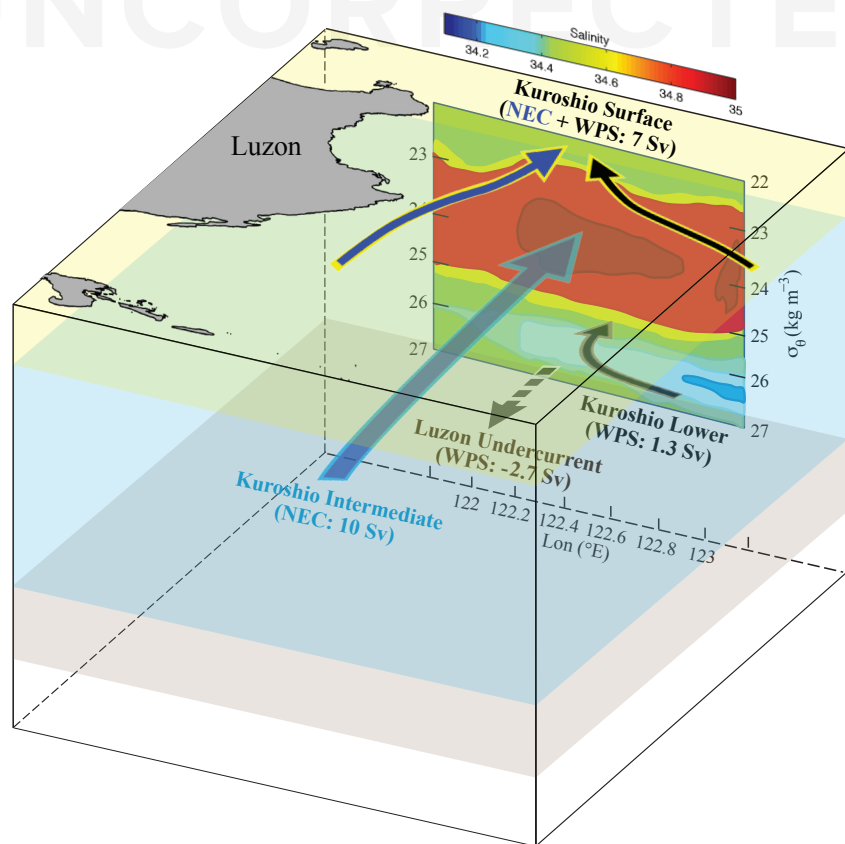 UNCORRECTE
Salinity
34.2 34.4 34.6 34.8 35
Kuroshio Surface
(NEC + WPS: 7 Sv)
Luzon
23
25
26
27
22
23
24
25
26
27
σθ (kg m−3)
Kuroshio Lower
(WPS: 1.3 Sv)
Luzon Undercurrent
(WPS: -2.7 Sv)
Kuroshio Intermediate
(NEC: 10 Sv)
122 122.2 122.4 122.6 122.8 123
Lon (°E)